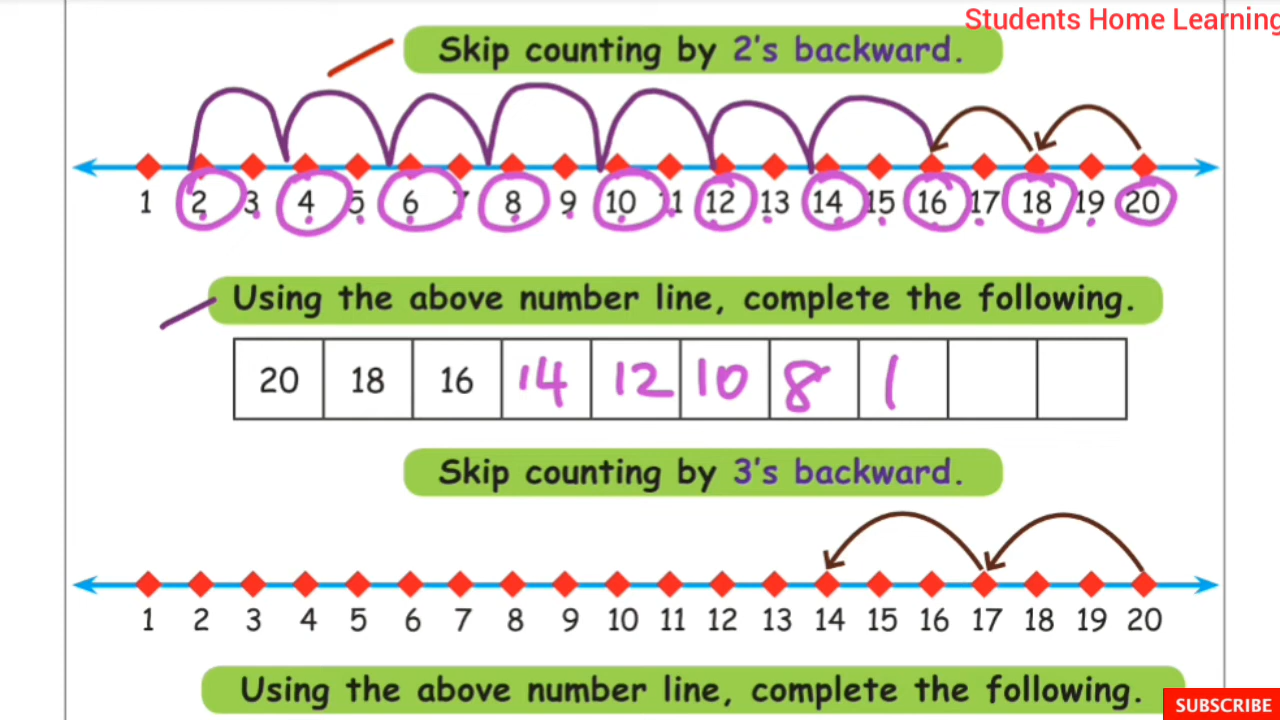 Students Home Learning
Skip counting by 2's backward.
1 2 3 4 5 6 7 8 9 10 11 12 13 14 15 16 17 18 19 20
Using the above number line, complete the following.
20 18 16 14 12 10 8
Skip counting by 3's backward.
1 2 3 4 5 6 7 8 9 10 11 12 13 14 15 16 17 18 19 20
Using the above number line, complete the following.
SUBSCRIBE